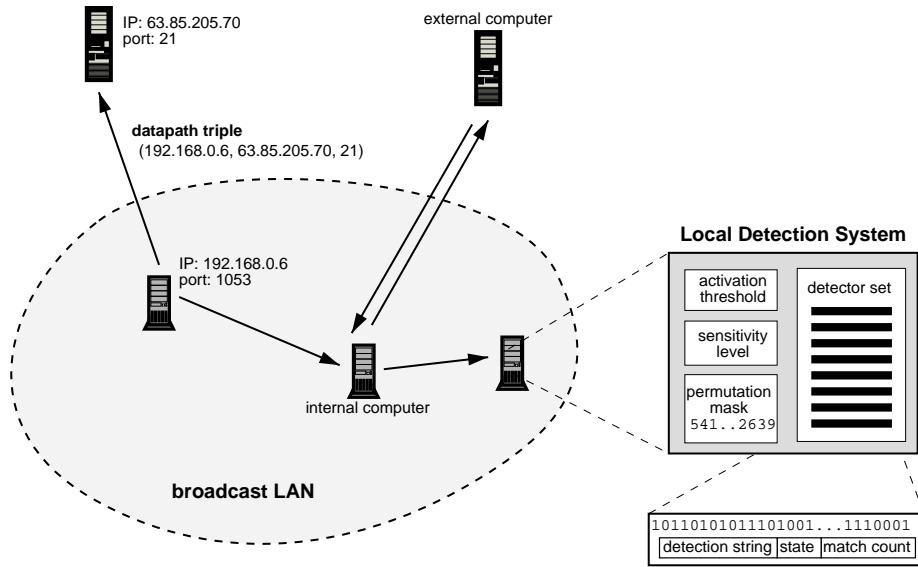 IP: 63.85.205.70
port: 21
external computer
datapath triple
(192.168.0.6, 63.85.205.70, 21)
IP: 192.168.0.6
port: 1053
internal computer
broadcast LAN
Local Detection System
activation
threshold
sensitivity
level
permutation
mask
541..2639
detector set
10110101011101001...1110001
detection string
state
match count